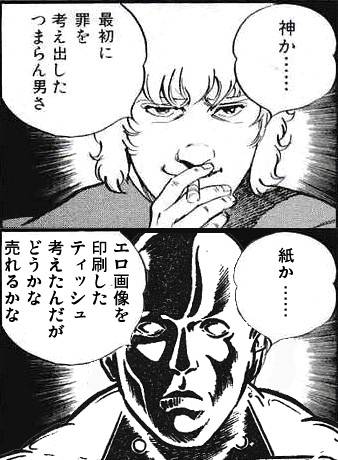 神か……
最初に
罪を
考え出した
つまらん男さ
紙か……
エロ画像を
印刷した
ティッシュ
考えたんだが
どうかな
売れるかな